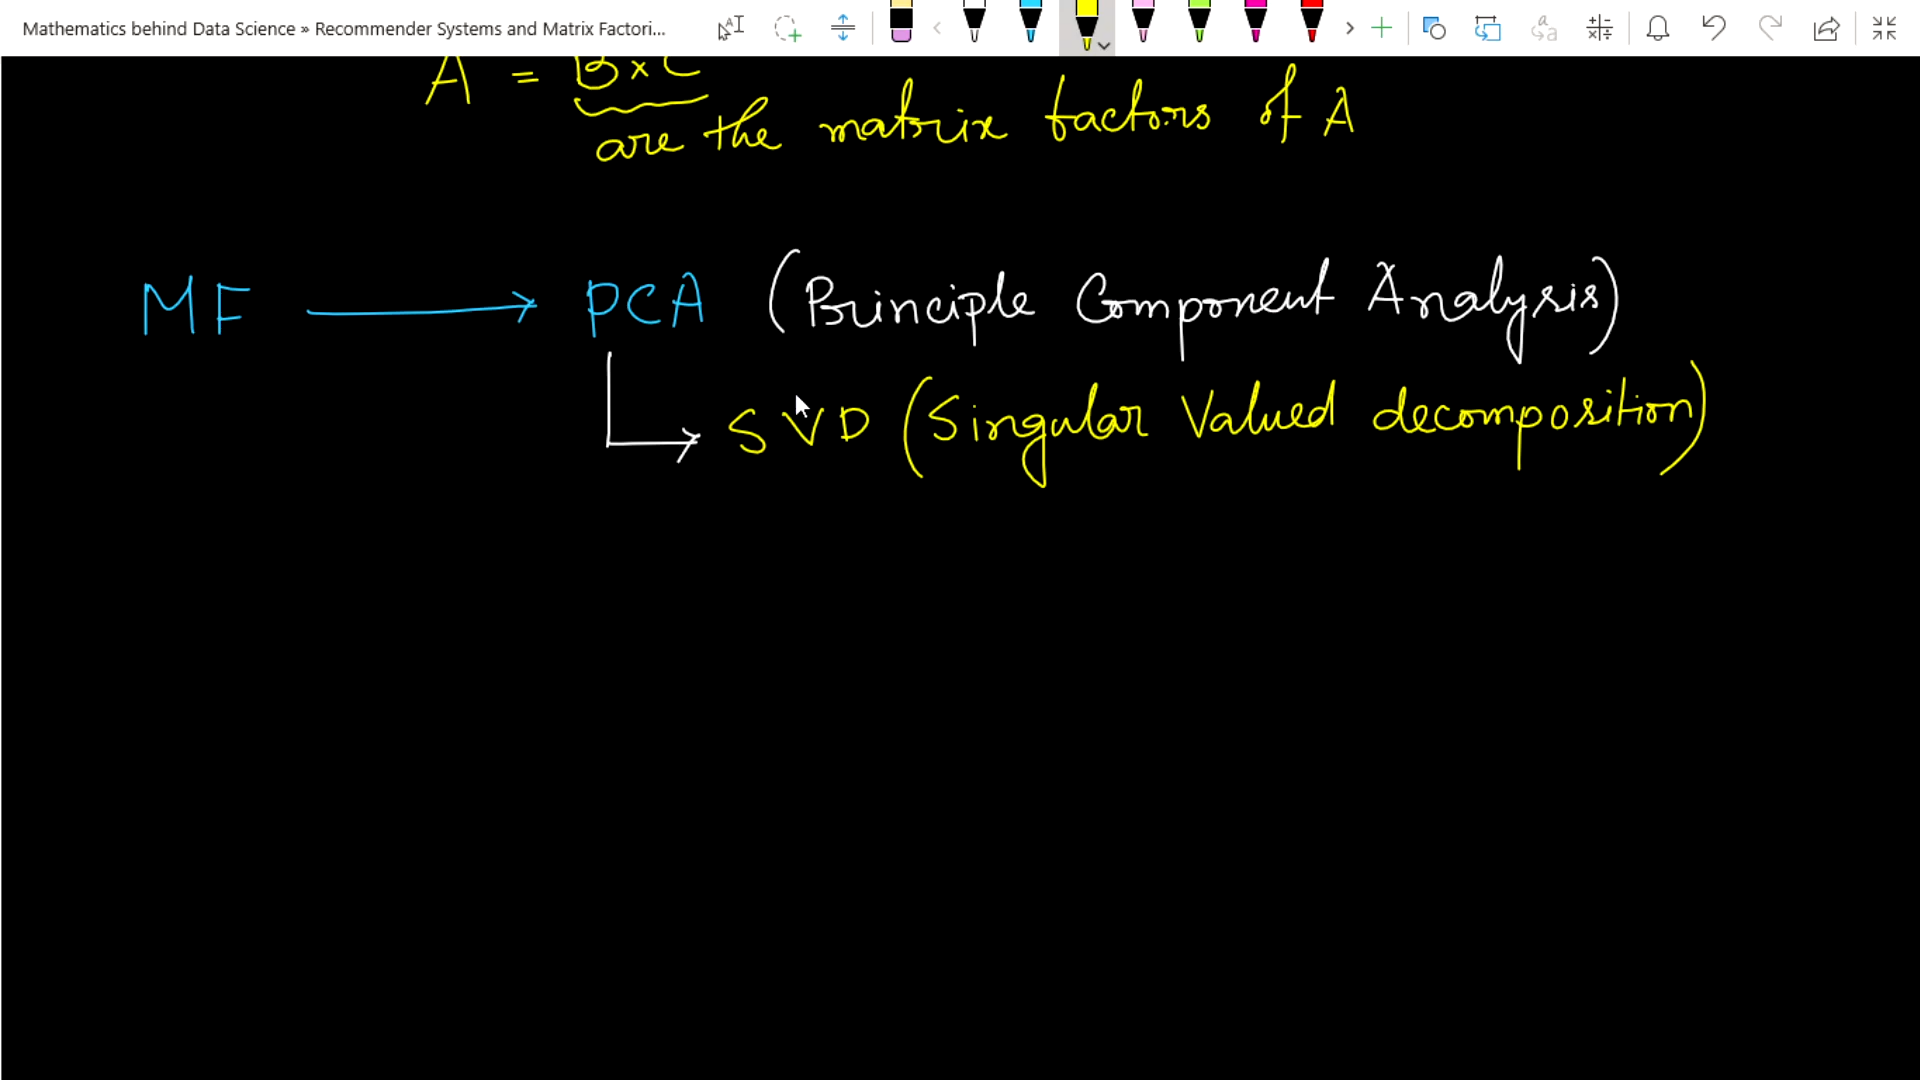 Mathematics behind Data Science » Recommender Systems and Matrix Factori...
A = B × C
are the matrix factors of A
MF → PCA (Principle Component Analysis)
SVD (Singular Valued decomposition)